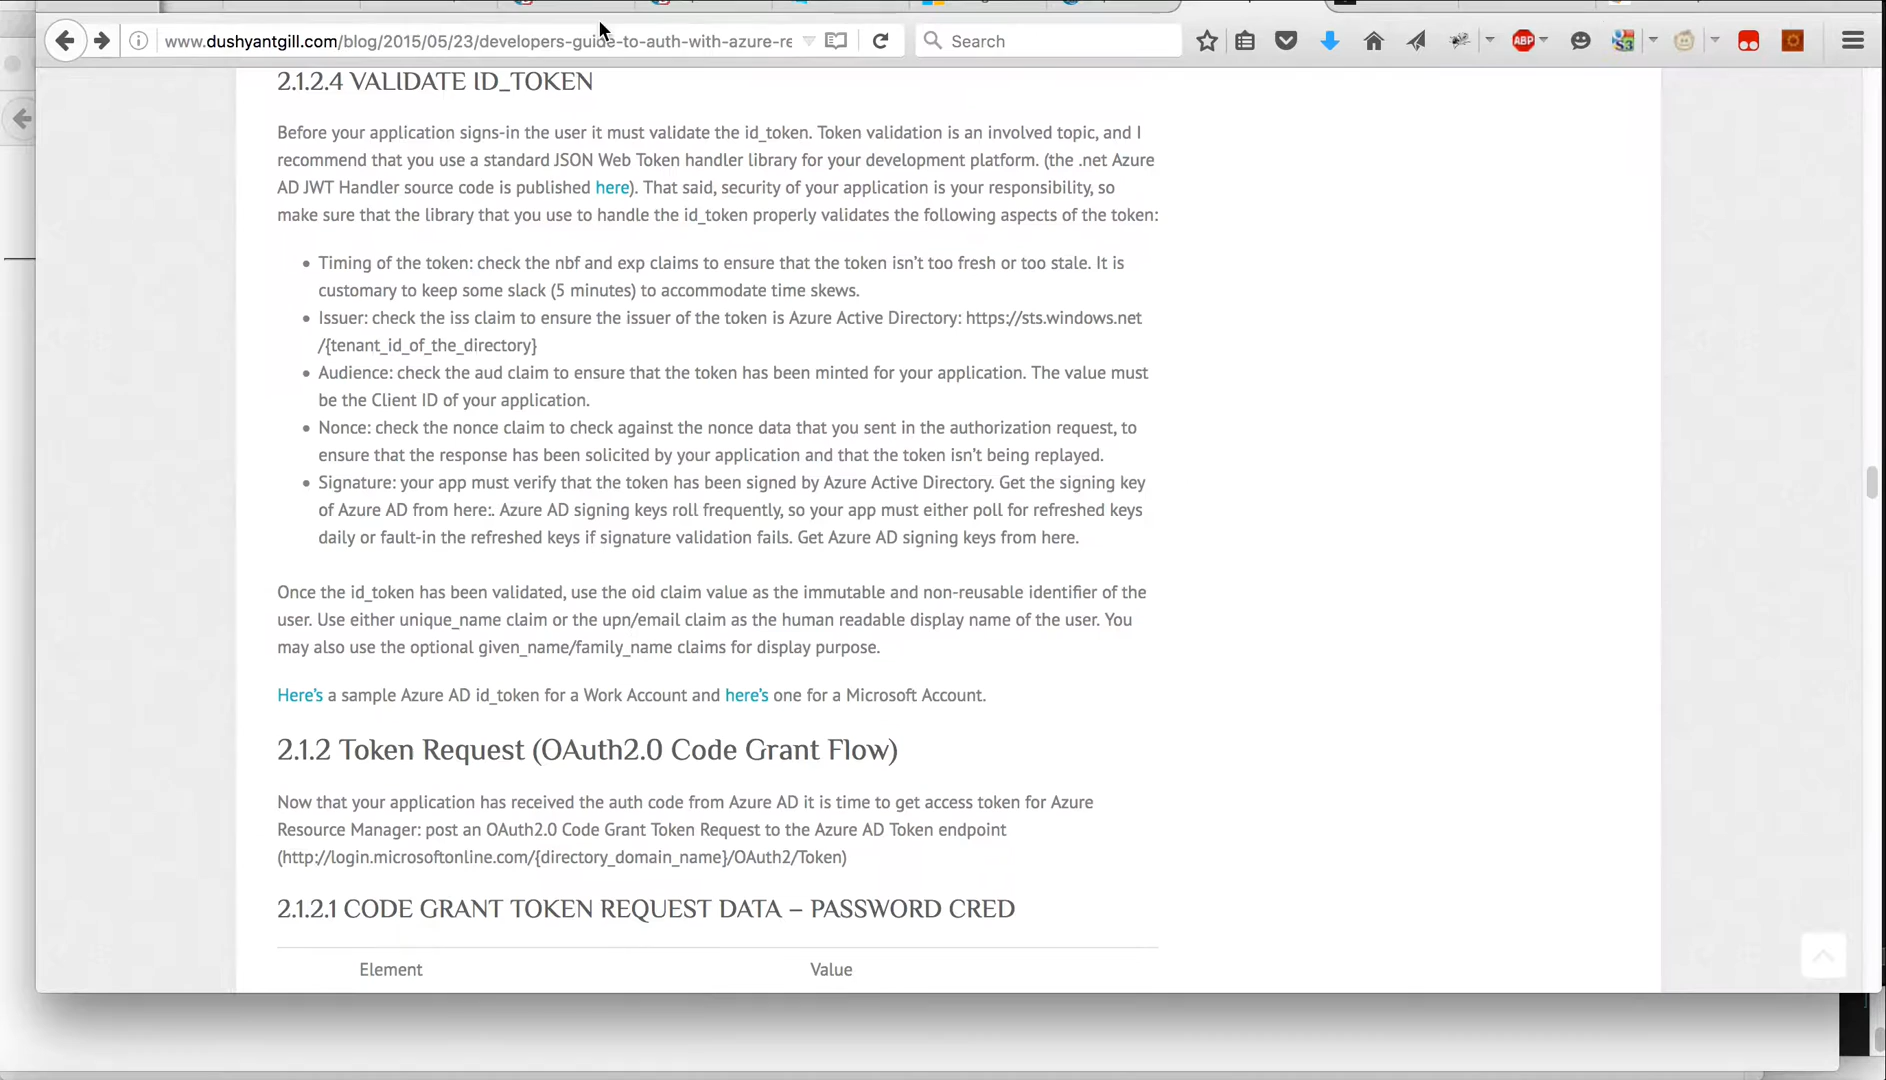 www.dushyantgill.com/blog/2015/05/23/developers-guide-to-auth-with-azure-re
Search
ABP
S3
2.1.2.4 VALIDATE ID_TOKEN
Before your application signs-in the user it must validate the id_token. Token validation is an involved topic, and I
recommend that you use a standard JSON Web Token handler library for your development platform. (the .net Azure
AD JWT Handler source code is published here). That said, security of your application is your responsibility, so
make sure that the library that you use to handle the id_token properly validates the following aspects of the token:
• Timing of the token: check the nbf and exp claims to ensure that the token isn’t too fresh or too stale. It is
customary to keep some slack (5 minutes) to accommodate time skews.
• Issuer: check the iss claim to ensure the issuer of the token is Azure Active Directory: https://sts.windows.net
/{tenant_id_of_the_directory}
• Audience: check the aud claim to ensure that the token has been minted for your application. The value must
be the Client ID of your application.
• Nonce: check the nonce claim to check against the nonce data that you sent in the authorization request, to
ensure that the response has been solicited by your application and that the token isn’t being replayed.
• Signature: your app must verify that the token has been signed by Azure Active Directory. Get the signing key
of Azure AD from here:. Azure AD signing keys roll frequently, so your app must either poll for refreshed keys
daily or fault-in the refreshed keys if signature validation fails. Get Azure AD signing keys from here.
Once the id_token has been validated, use the oid claim value as the immutable and non-reusable identifier of the
user. Use either unique_name claim or the upn/email claim as the human readable display name of the user. You
may also use the optional given_name/family_name claims for display purpose.
Here’s a sample Azure AD id_token for a Work Account and here’s one for a Microsoft Account.
2.1.2 Token Request (OAuth2.0 Code Grant Flow)
Now that your application has received the auth code from Azure AD it is time to get access token for Azure
Resource Manager: post an OAuth2.0 Code Grant Token Request to the Azure AD Token endpoint
(http://login.microsoftonline.com/{directory_domain_name}/OAuth2/Token)
2.1.2.1 CODE GRANT TOKEN REQUEST DATA – PASSWORD CRED
Element Value